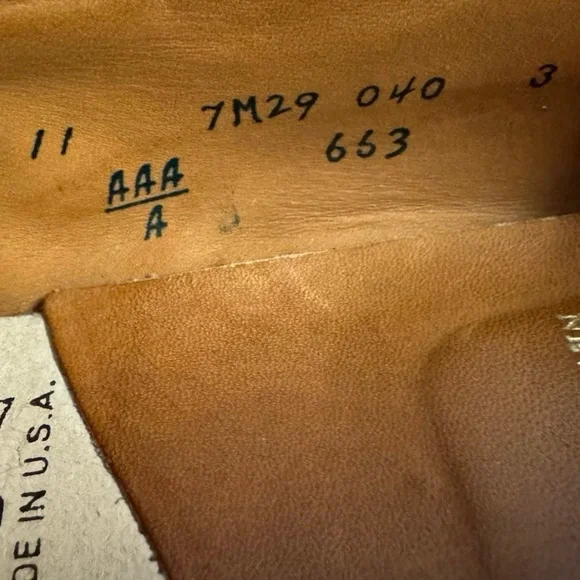 7M29 040 3
11 653
AAA
A
DE IN U.S.A.